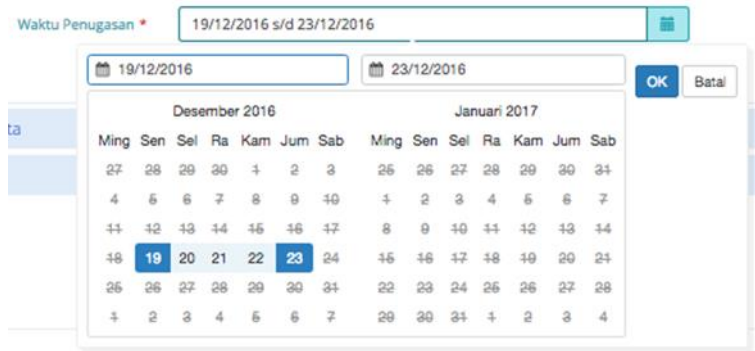 Waktu Penugasan * 19/12/2016 s/d 23/12/2016
19/12/2016 23/12/2016 OK Batal
Desember 2016 Januari 2017
Ming Sen Sel Ra Kam Jum Sab Ming Sen Sel Ra Kam Jum Sab
27 28 29 30 1 2 3 25 26 27 28 29 30 31
4 5 6 7 8 9 10 1 2 3 4 5 6 7
11 12 13 14 15 16 17 8 9 10 11 12 13 14
18 19 20 21 22 23 24 15 16 17 18 19 20 21
25 26 27 28 29 30 31 22 23 24 25 26 27 28
1 2 3 4 5 6 7 29 30 31 1 2 3 4